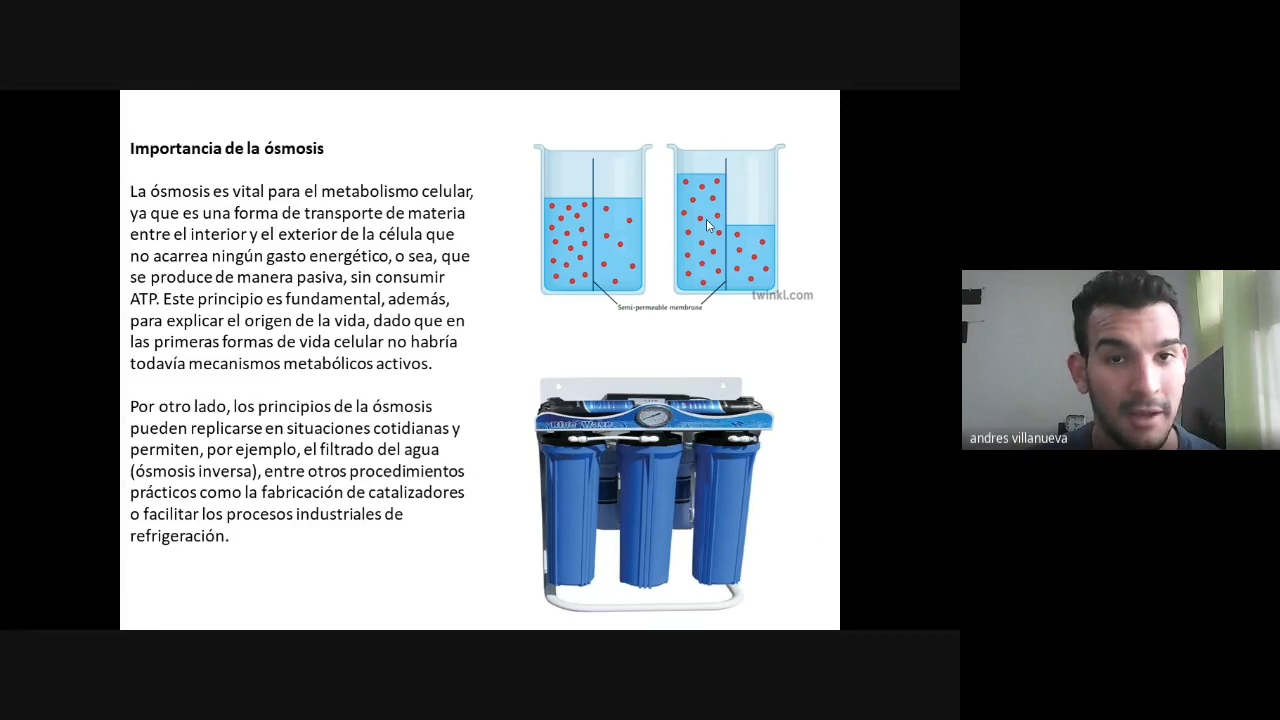 Importancia de la ósmosis
La ósmosis es vital para el metabolismo celular,
ya que es una forma de transporte de materia
entre el interior y el exterior de la célula que
no acarrea ningún gasto energético, o sea, que
se produce de manera pasiva, sin consumir
ATP. Este principio es fundamental, además,
para explicar el origen de la vida, dado que en
las primeras formas de vida celular no habría
todavía mecanismos metabólicos activos.
Por otro lado, los principios de la ósmosis
pueden replicarse en situaciones cotidianas y
permiten, por ejemplo, el filtrado del agua
(ósmosis inversa), entre otros procedimientos
prácticos como la fabricación de catalizadores
o facilitar los procesos industriales de
refrigeración.
twinkl.com
Semi-permeable membrane
Blue Wave
andres villanueva